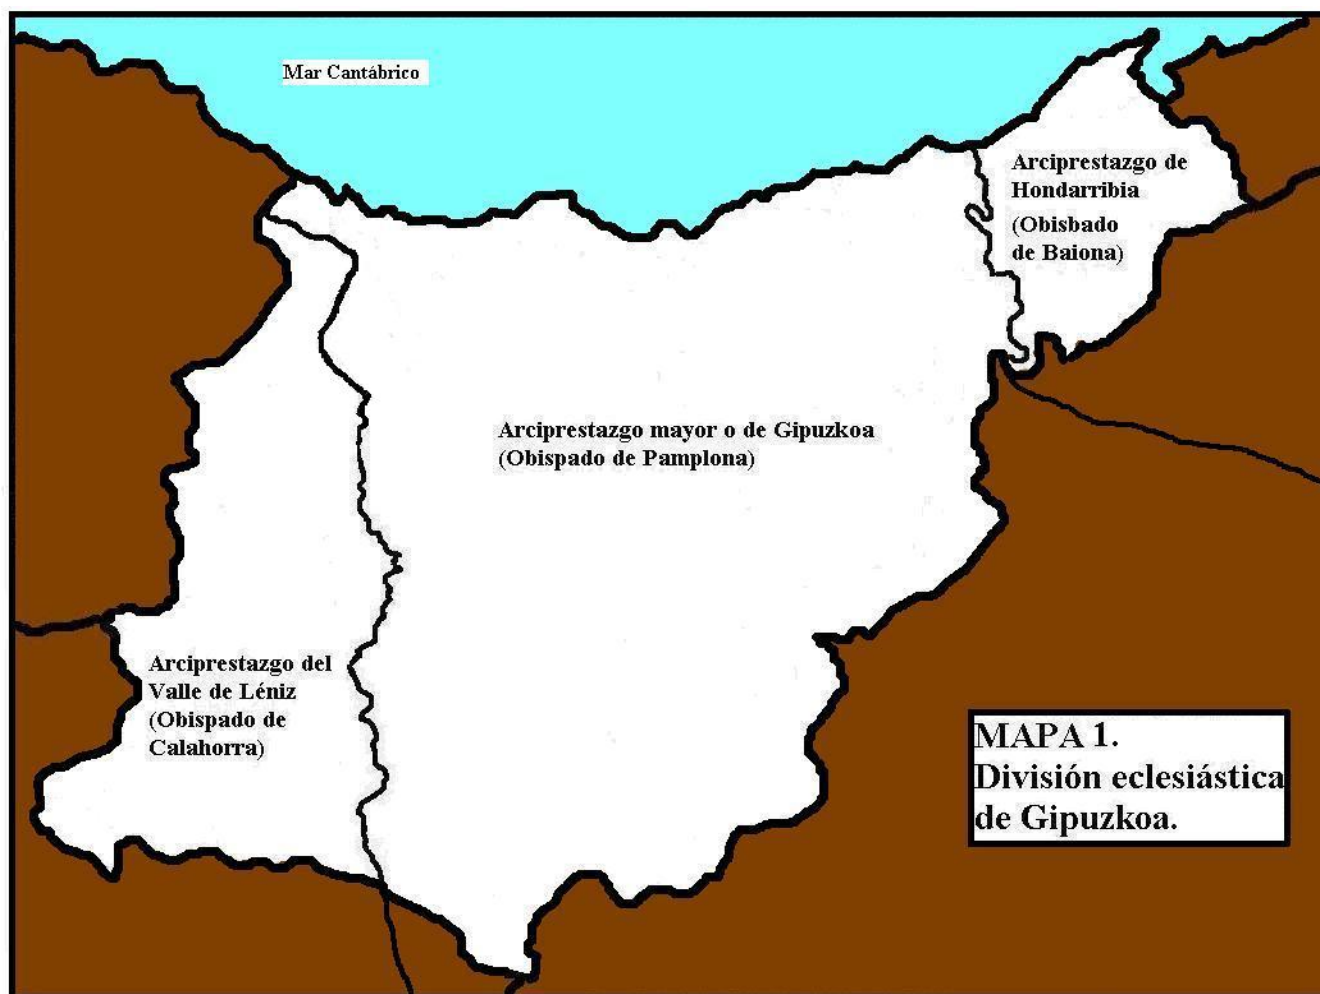 Mar Cantábrico
Arciprestazgo de
Hondarribia
(Obisbado
de Baiona)
Arciprestazgo mayor o de Gipuzkoa
(Obispado de Pamplona)
Arciprestazgo del
Valle de Léniz
(Obispado de
Calahorra)
MAPA 1.
División eclesiástica
de Gipuzkoa.